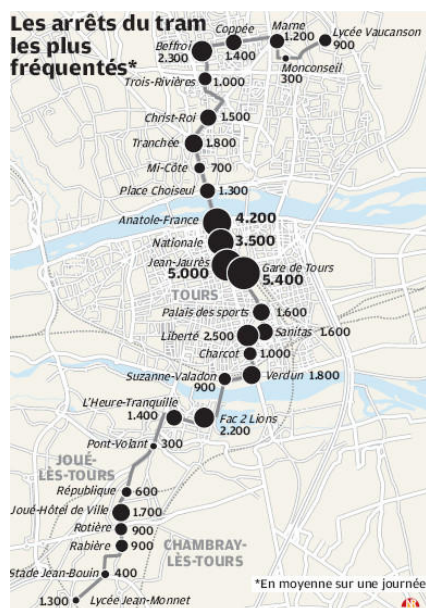 Les arrêts du tram
les plus
fréquentés*
Coppée
1.400
Marne
1.200
Lycée Vaucanson
900
Beffroi
2.300
Monconseil
300
Trois-Rivières 1.000
Christ-Roi 1.500
Tranchée 1.800
Mi-Côte 700
Place Choiseul 1.300
Anatole-France 4.200
Nationale 3.500
Jean-Jaurès
5.000
Gare de Tours
5.400
TOURS
Palais des sports 1.600
Liberté 2.500
Sanitas 1.600
Charcot 1.000
Suzanne-Valadon
900
Verdun 1.800
L'Heure-Tranquille
1.400
Fac 2 Lions
2.200
Pont-Volant 300
JOUÉ-
LÈS-TOURS
République 600
Joué-Hôtel de Ville 1.700
Rotière 900
Rabière 900
CHAMBRAY-
LÈS-TOURS
Stade Jean-Bouin 400
*En moyenne sur une journée
1.300 Lycée Jean-Monnet